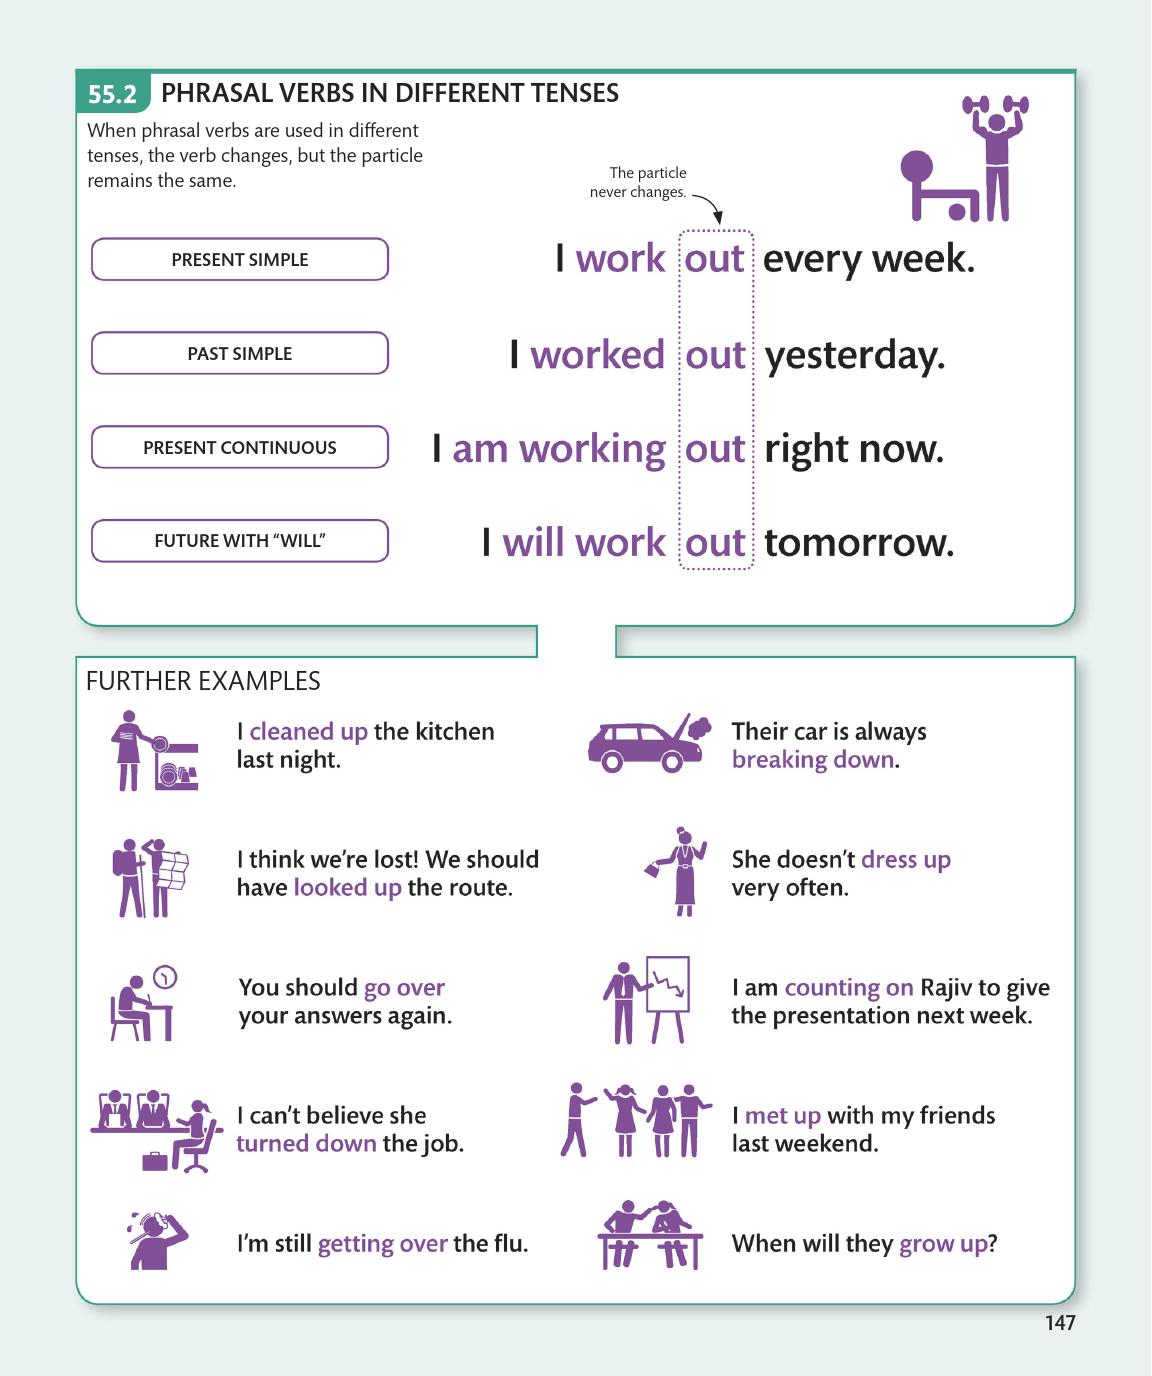 55.2 PHRASAL VERBS IN DIFFERENT TENSES
When phrasal verbs are used in different
tenses, the verb changes, but the particle
remains the same.
The particle
never changes.
PRESENT SIMPLE
I work out every week.
PAST SIMPLE
I worked out yesterday.
PRESENT CONTINUOUS
I am working out right now.
FUTURE WITH “WILL”
I will work out tomorrow.
FURTHER EXAMPLES
I cleaned up the kitchen
last night.
Their car is always
breaking down.
I think we’re lost! We should
have looked up the route.
She doesn’t dress up
very often.
You should go over
your answers again.
I am counting on Rajiv to give
the presentation next week.
I can’t believe she
turned down the job.
I met up with my friends
last weekend.
I’m still getting over the flu.
When will they grow up?
147